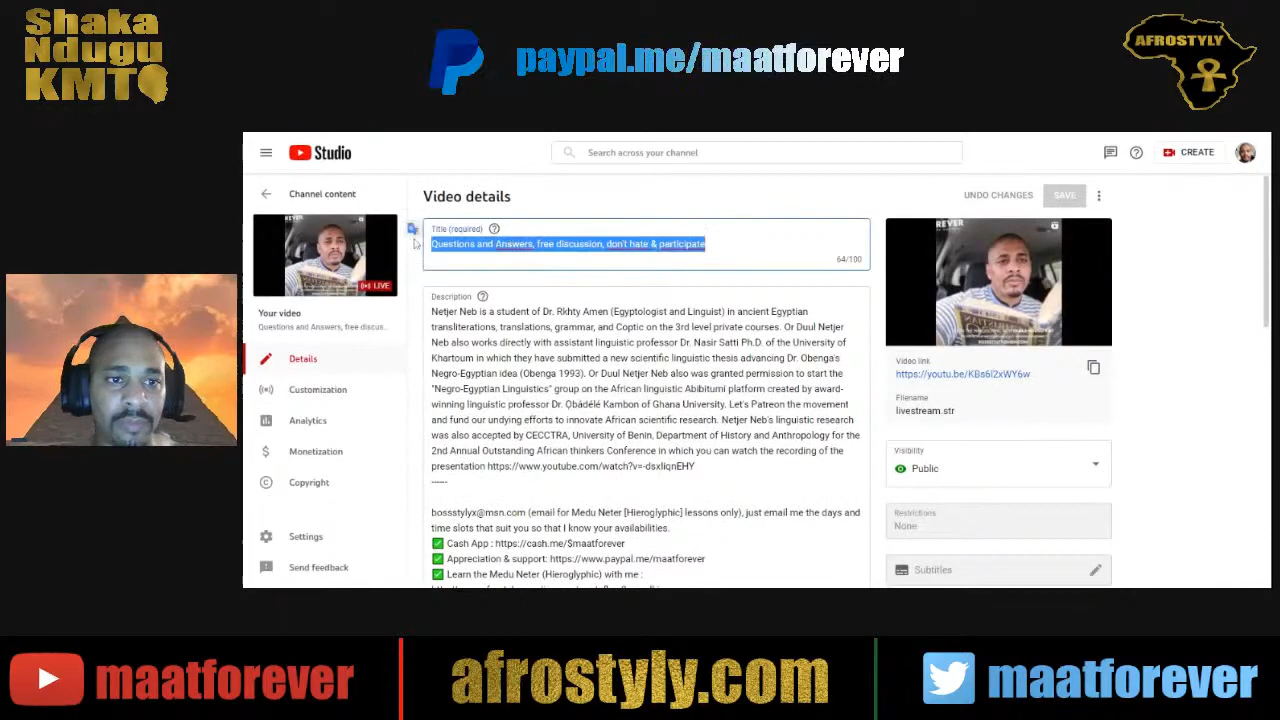 Shaka
Ndugu
KMT
paypal.me/maatforever
AFROSTYLY
Studio
Search across your channel
CREATE
Channel content
Video details
UNDO CHANGES
SAVE
LIVE
Title (required)
Questions and Answers, free discussion, don't hate & perticipate
64/100
Your video
Questions and Answers, free discus...
Details
Customization
Analytics
Monetization
Copyright
Settings
Send feedback
Description
Netjer Neb is a student of Dr. Rkhty Amen (Egyptologist and Linguist) in ancient Egyptian
transliterations, translations, grammar, and Coptic on the 3rd level private courses. Or Duul Netjer
Neb also works directly with assistant linguistic professor Dr. Nasir Satti Ph.D. of the University of
Khartoum in which they have submitted a new scientific linguistic thesis advancing Dr. Obenga's
Negro-Egyptian idea (Obenga 1993). Or Duul Netjer Neb also was granted permission to start the
"Negro-Egyptian Linguistics" group on the African linguistic Abibitumi platform created by award-
winning linguistic professor Dr. Ọbádélé Kambon of Ghana University. Let's Patreon the movement
and fund our undying efforts to innovate African scientific research. Netjer Neb's linguistic research
was also accepted by CECCTRA, University of Benin, Department of History and Anthropology for the
2nd Annual Outstanding African thinkers Conference in which you can watch the recording of the
presentation https://www.youtube.com/watch?v=-dsxIiqnEHY
------
bossstylyx@msn.com (email for Medu Neter [Hieroglyphic] lessons only), just email me the days and
time slots that suit you so that I know your availabilities.
✅ Cash App : https://cash.me/$maatforever
✅ Appreciation & support: https://www.paypal.me/maatforever
✅ Learn the Medu Neter (Hieroglyphic) with me :
Video link
https://youtu.be/KBs6I2xWY6w
Filename
livestream.str
Visibility
Public
Restrictions
None
Subtitles
maatforever
afrostyly.com
maatforever